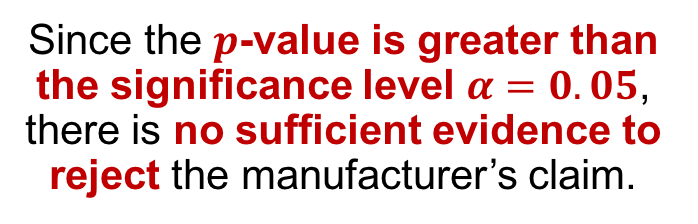 Since the p-value is greater than
the significance level α = 0.05,
there is no sufficient evidence to
reject the manufacturer’s claim.